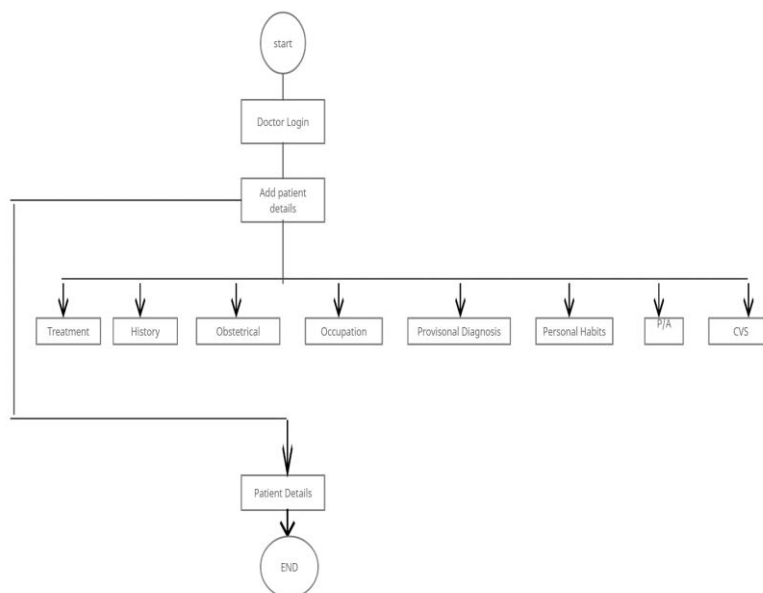 start
Doctor Login
Add patient
details
Treatment
History
Obstetrical
Occupation
Provisonal Diagnosis
Personal Habits
P/A
CVS
Patient Details
END